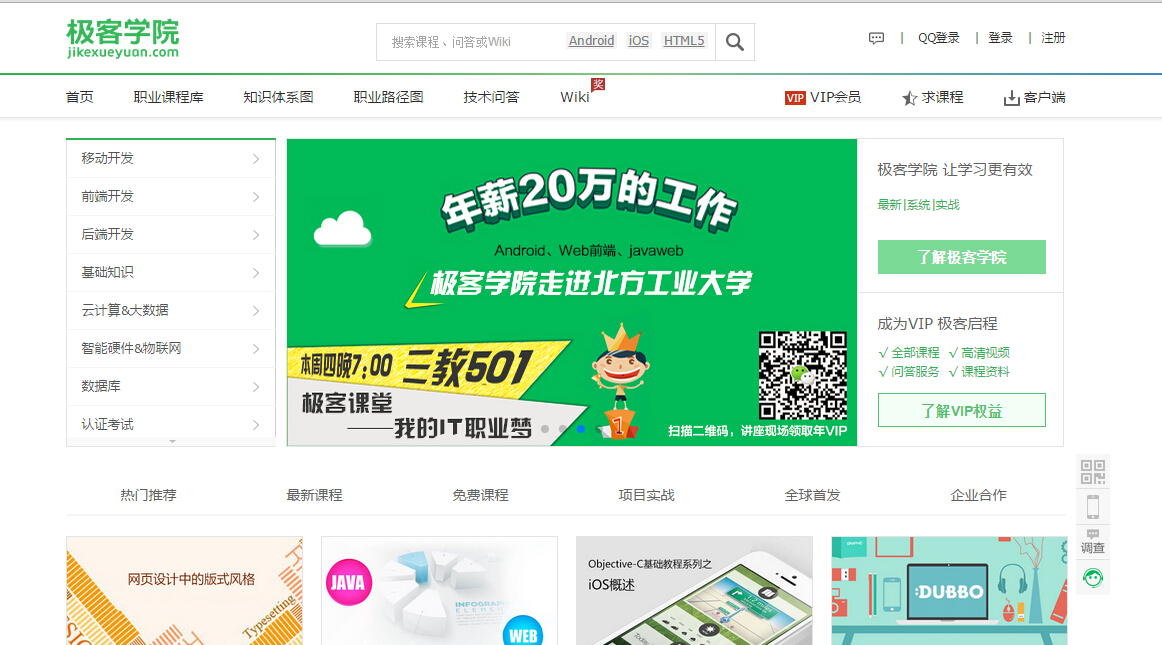 极客学院
jikexueyuan.com
搜索课程、问答或Wiki Android iOS HTML5
QQ登录 | 登录 | 注册
首页 职业课程库 知识体系图 职业路径图 技术问答 Wiki 奖 VIP VIP会员 求课程 客户端
移动开发
前端开发
后端开发
基础知识
云计算&大数据
智能硬件&物联网
数据库
认证考试
年薪20万的工作
Android、Web前端、javaweb
极客学院走进北方工业大学
本周四晚7:00 三教501
极客课堂
——我的IT职业梦
1
扫描二维码，讲座现场领取年VIP
极客学院 让学习更有效
最新|系统|实战
了解极客学院
成为VIP 极客启程
√ 全部课程 √ 高清视频
√ 问答服务 √ 课程资料
了解VIP权益
热门推荐 最新课程 免费课程 项目实战 全球首发 企业合作
调查
网页设计中的版式风格
Typesetting
JAVA
INFOGRAPH
ELEMEN
WEB
Objective-C基础教程系列之
iOS概述
Today
:DUBBO